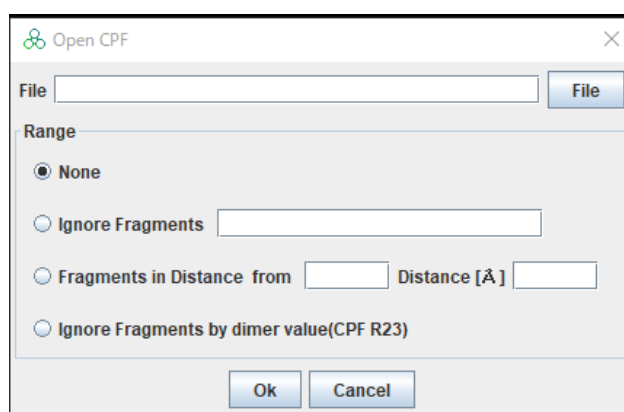 Open CPF
File File
Range
None
Ignore Fragments
Fragments in Distance from Distance [Å]
Ignore Fragments by dimer value(CPF R23)
Ok Cancel